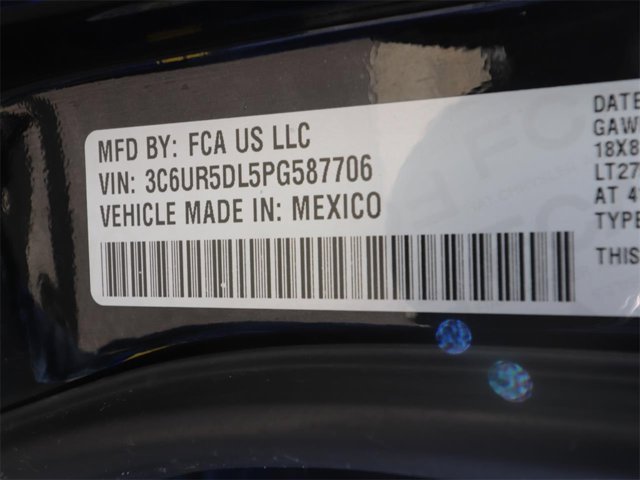 MFD BY: FCA US LLC
VIN: 3C6UR5DL5PG587706
VEHICLE MADE IN: MEXICO
DATE
GAW
18X8
LT27
AT 4
TYPE
THIS